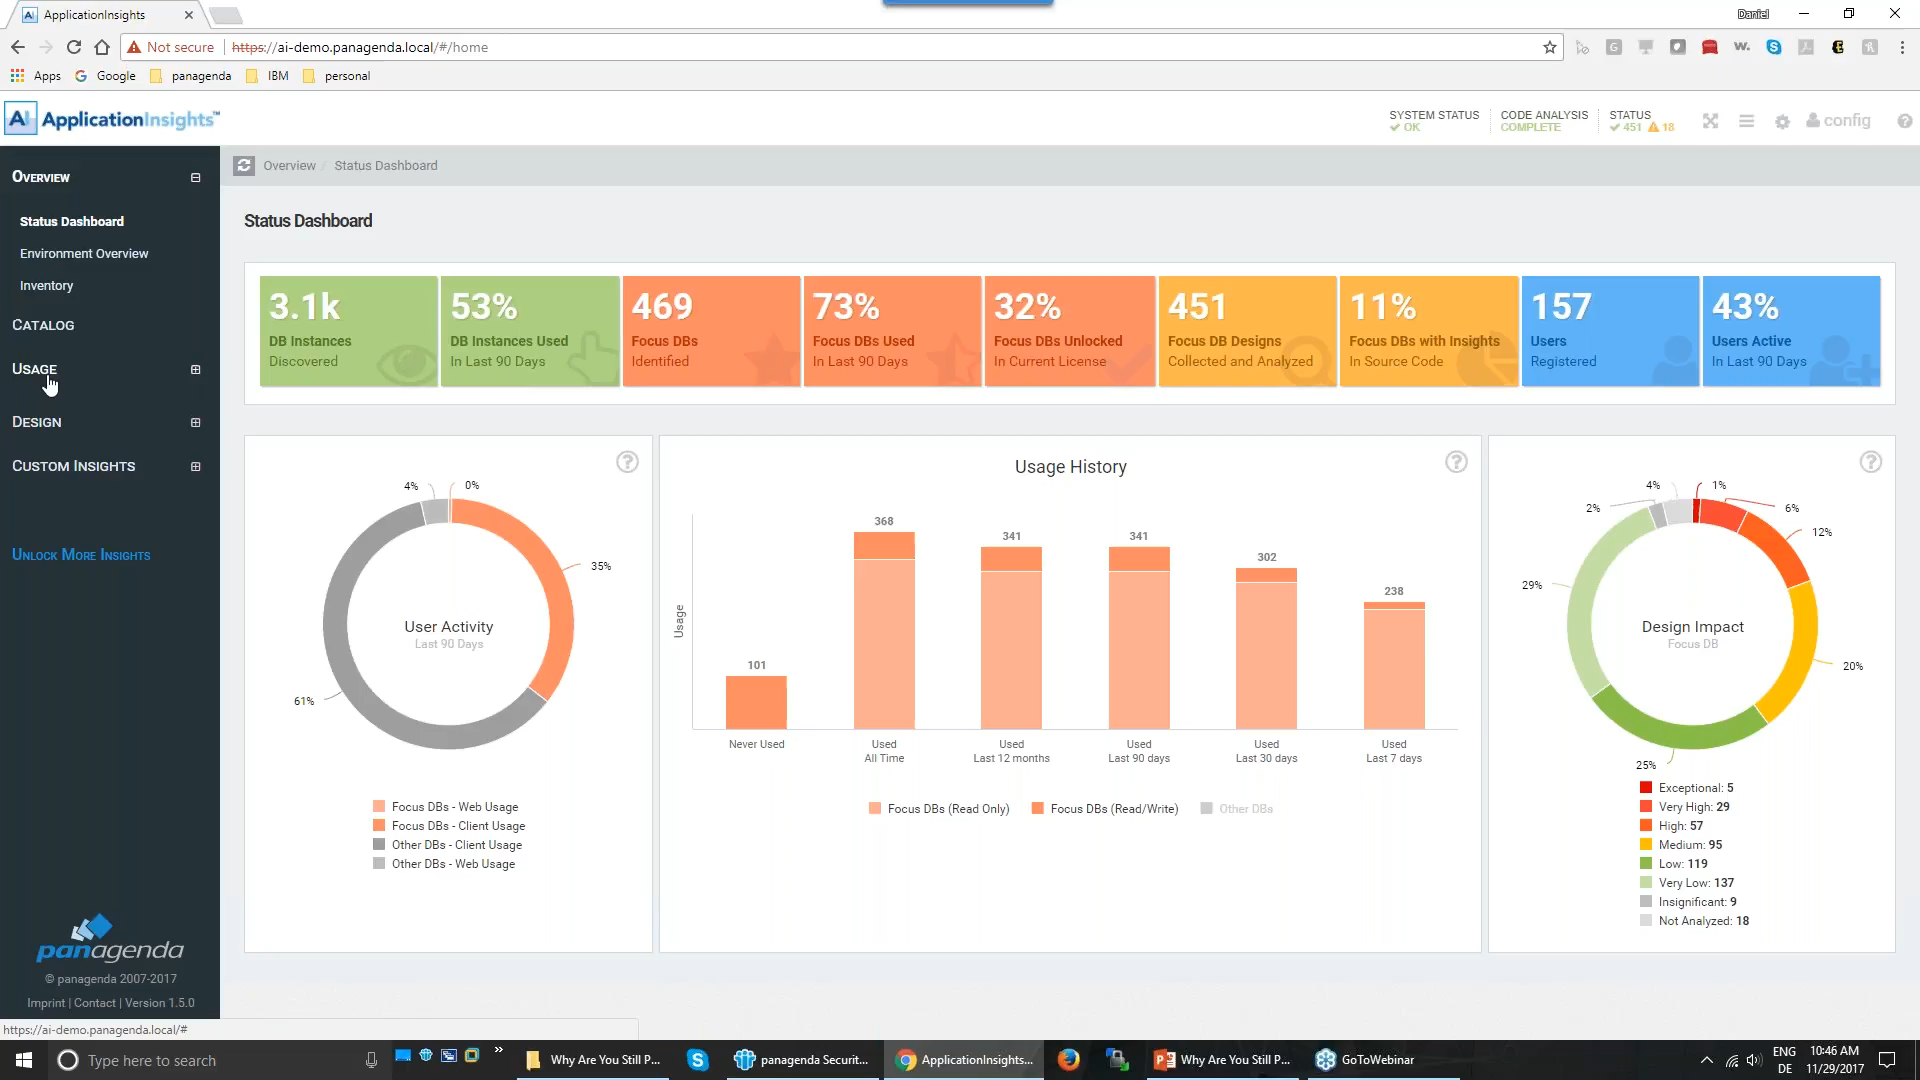 ApplicationInsights
Daniel
Not secure
https://ai-demo.panagenda.local/#/home
Apps
Google
panagenda
IBM
personal
AI ApplicationInsights™
SYSTEM STATUS
OK
CODE ANALYSIS
COMPLETE
STATUS
451 18
config
OVERVIEW
Status Dashboard
Environment Overview
Inventory
CATALOG
USAGE
DESIGN
CUSTOM INSIGHTS
UNLOCK MORE INSIGHTS
panagenda
© panagenda 2007-2017
Imprint | Contact | Version 1.5.0
https://ai-demo.panagenda.local/#
Overview / Status Dashboard
Status Dashboard
3.1k
DB Instances
Discovered
53%
DB Instances Used
In Last 90 Days
469
Focus DBs
Identified
73%
Focus DBs Used
In Last 90 Days
32%
Focus DBs Unlocked
In Current License
451
Focus DB Designs
Collected and Analyzed
11%
Focus DBs with Insights
In Source Code
157
Users
Registered
43%
Users Active
In Last 90 Days
4%
0%
35%
61%
User Activity
Last 90 Days
Focus DBs - Web Usage
Focus DBs - Client Usage
Other DBs - Client Usage
Other DBs - Web Usage
Usage History
Usage
101
368
341
341
302
238
Never Used
Used
All Time
Used
Last 12 months
Used
Last 90 days
Used
Last 30 days
Used
Last 7 days
Focus DBs (Read Only)
Focus DBs (Read/Write)
Other DBs
4%
1%
2%
6%
12%
29%
20%
25%
Design Impact
Focus DB
Exceptional: 5
Very High: 29
High: 57
Medium: 95
Low: 119
Very Low: 137
Insignificant: 9
Not Analyzed: 18
Type here to search
Why Are You Still P...
panagenda Securit...
ApplicationInsights...
Why Are You Still P...
GoToWebinar
ENG
DE
10:46 AM
11/29/2017